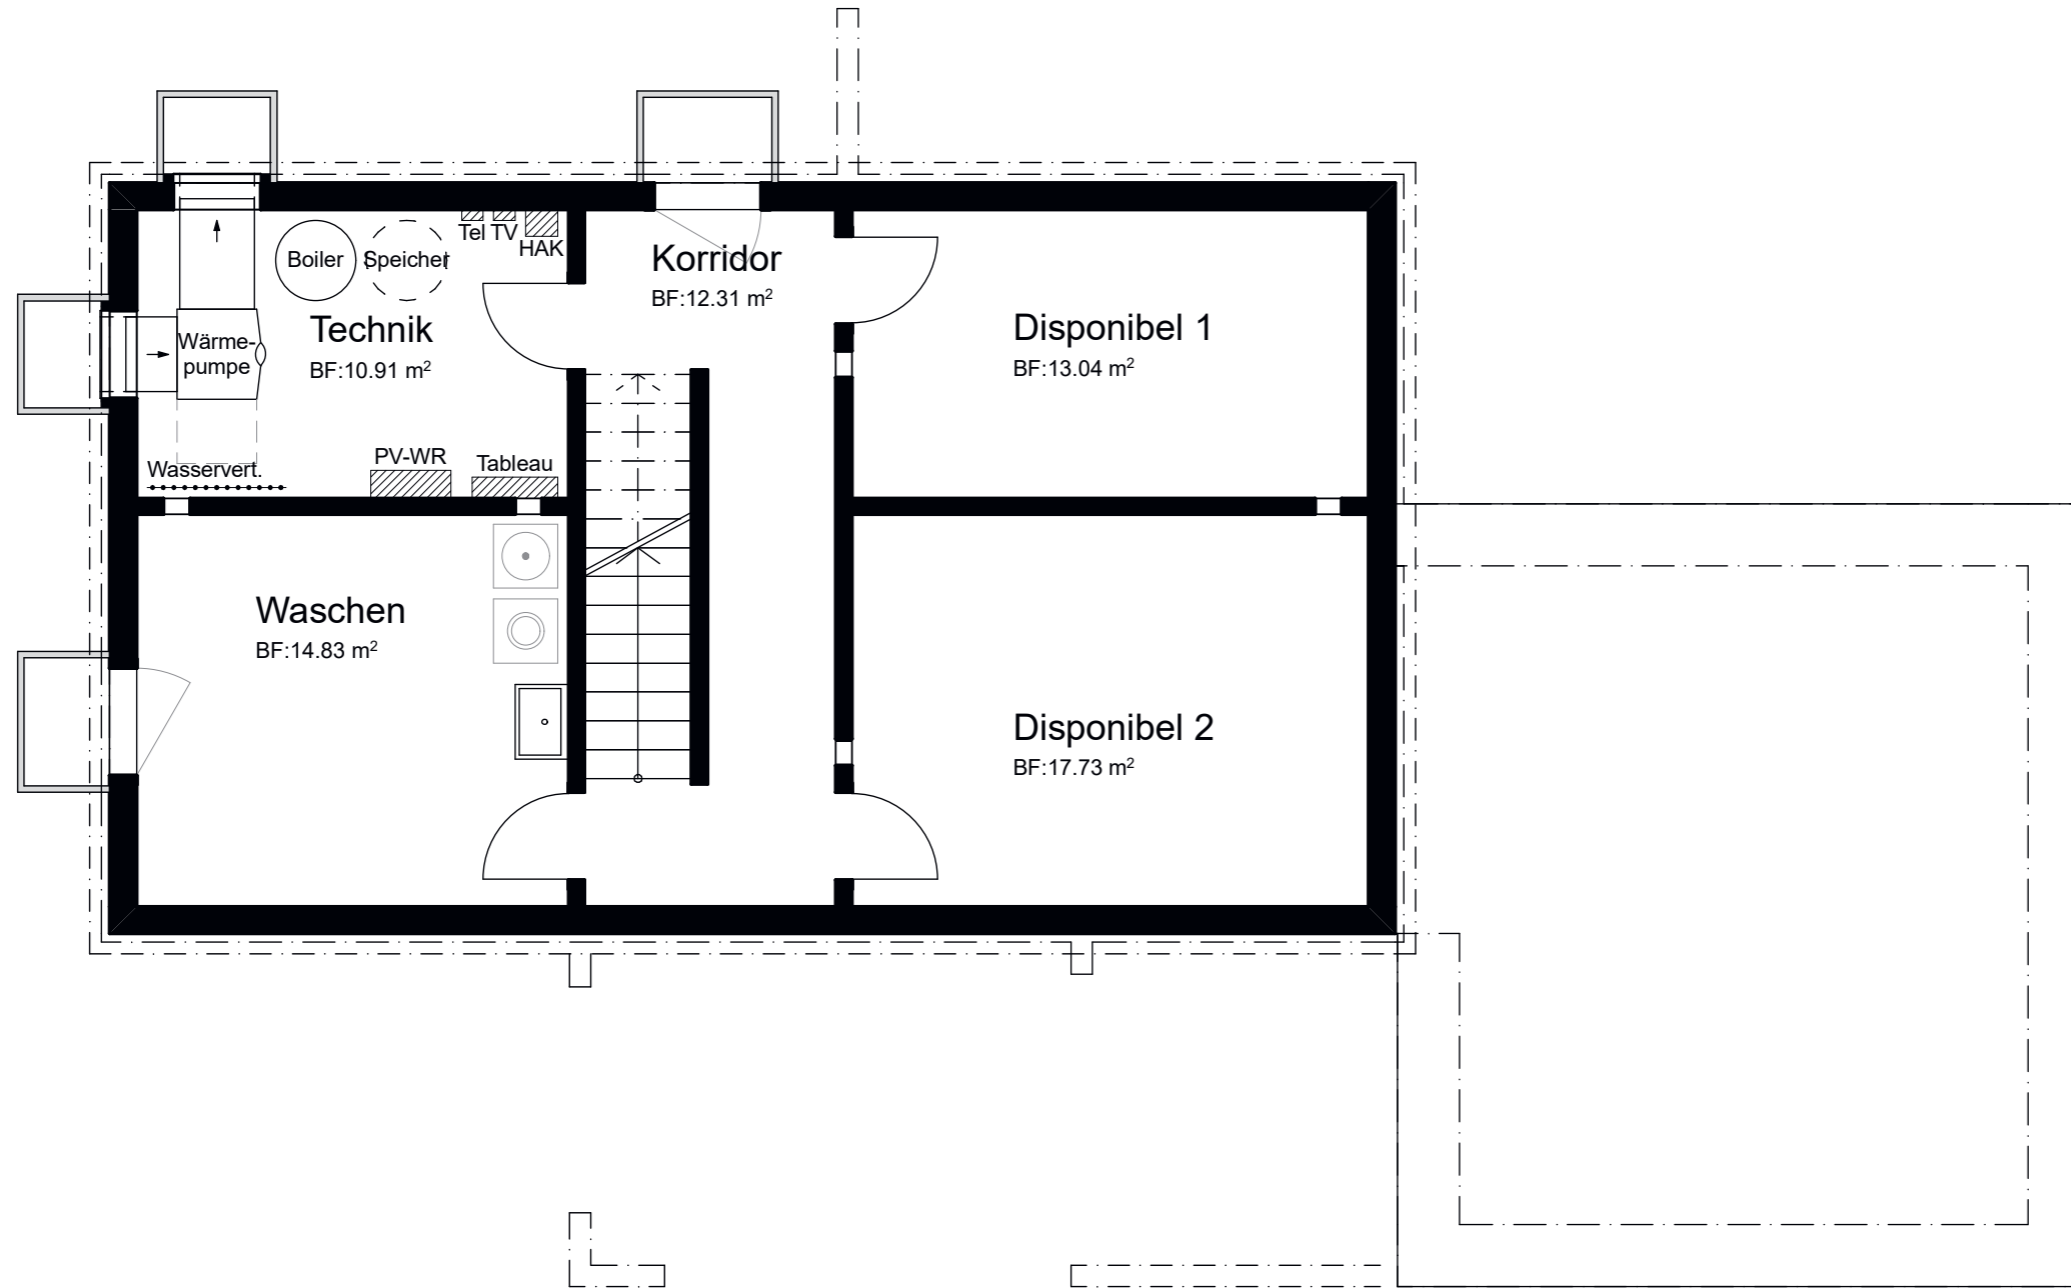 Tel TV
HAK
Boiler
Speicher
Korridor
BF:12.31 m²
Technik
BF:10.91 m²
Wärme-
pumpe
Disponibel 1
BF:13.04 m²
PV-WR
Tableau
Wasservert.
Waschen
BF:14.83 m²
Disponibel 2
BF:17.73 m²